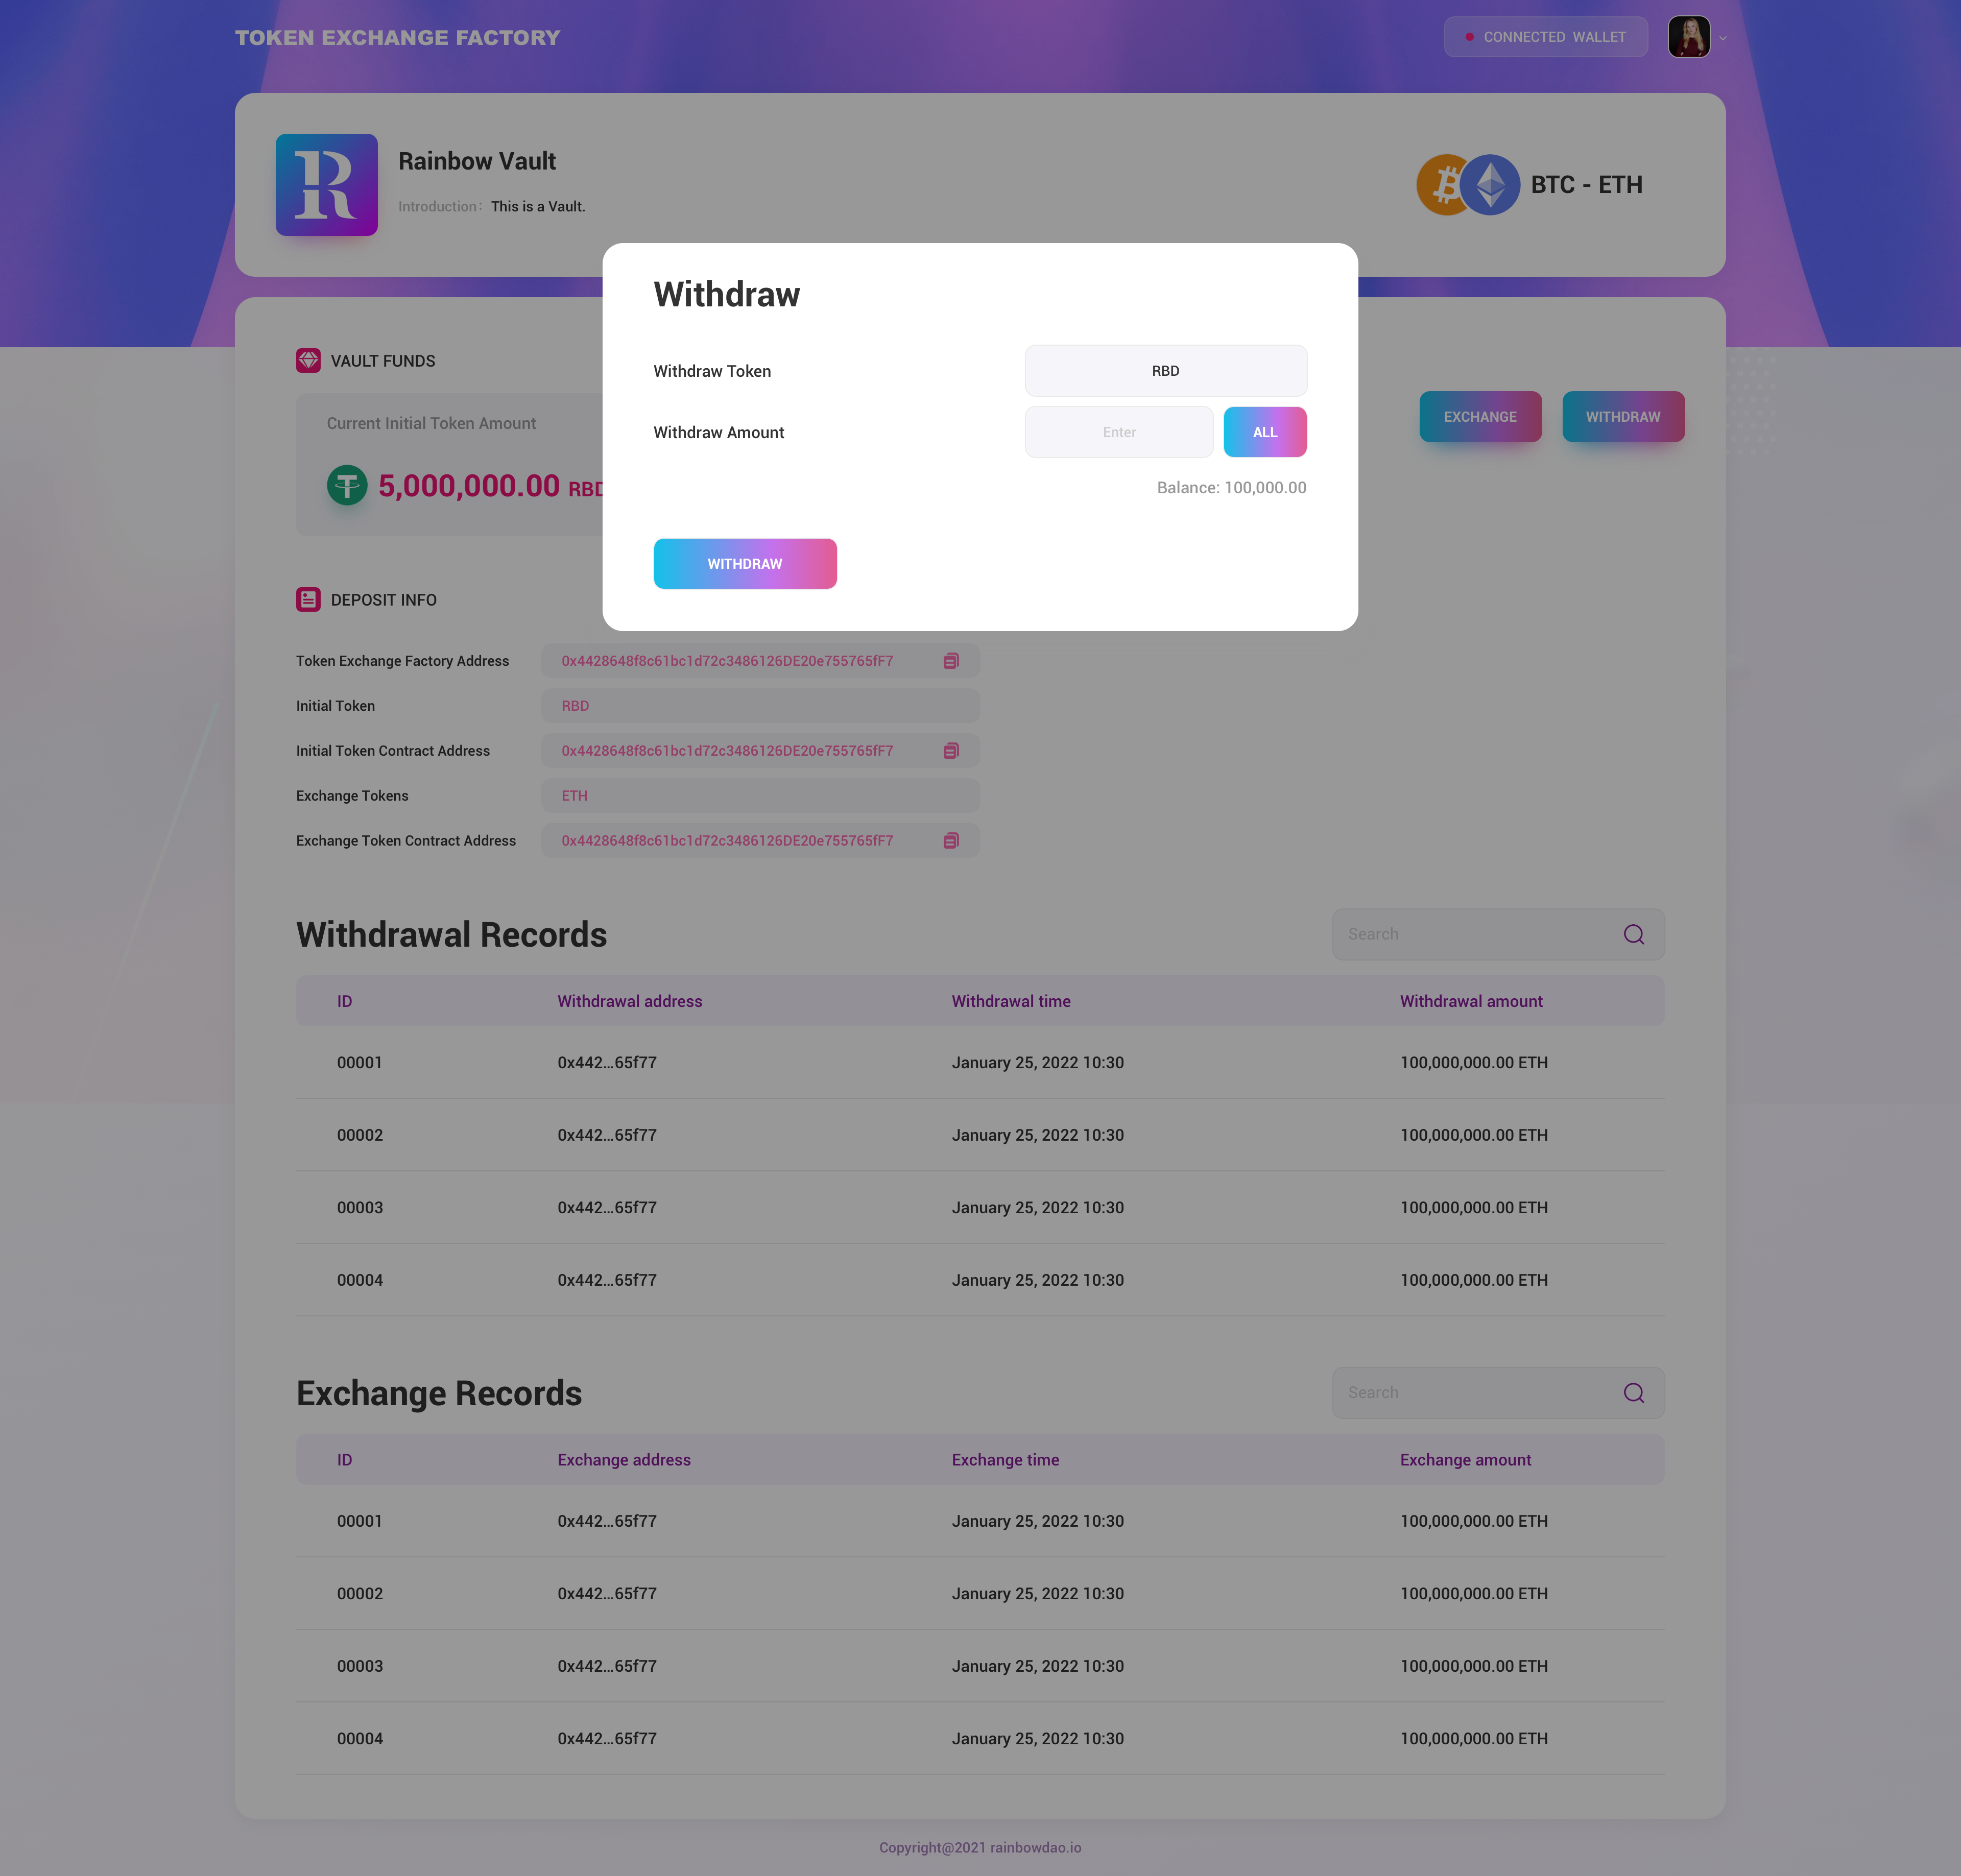 TOKEN EXCHANGE FACTORY
CONNECTED WALLET
Rainbow Vault
Introduction: This is a Vault.
BTC - ETH
Withdraw
Withdraw Token
RBD
Withdraw Amount
Enter
ALL
Balance: 100,000.00
WITHDRAW
VAULT FUNDS
Current Initial Token Amount
5,000,000.00 RBD
EXCHANGE
WITHDRAW
DEPOSIT INFO
Token Exchange Factory Address
0x4428648f8c61bc1d72c3486126DE20e755765fF7
Initial Token
RBD
Initial Token Contract Address
0x4428648f8c61bc1d72c3486126DE20e755765fF7
Exchange Tokens
ETH
Exchange Token Contract Address
0x4428648f8c61bc1d72c3486126DE20e755765fF7
Withdrawal Records
Search
ID Withdrawal address Withdrawal time Withdrawal amount
00001 0x442...65f77 January 25, 2022 10:30 100,000,000.00 ETH
00002 0x442...65f77 January 25, 2022 10:30 100,000,000.00 ETH
00003 0x442...65f77 January 25, 2022 10:30 100,000,000.00 ETH
00004 0x442...65f77 January 25, 2022 10:30 100,000,000.00 ETH
Exchange Records
Search
ID Exchange address Exchange time Exchange amount
00001 0x442...65f77 January 25, 2022 10:30 100,000,000.00 ETH
00002 0x442...65f77 January 25, 2022 10:30 100,000,000.00 ETH
00003 0x442...65f77 January 25, 2022 10:30 100,000,000.00 ETH
00004 0x442...65f77 January 25, 2022 10:30 100,000,000.00 ETH
Copyright@2021 rainbowdao.io